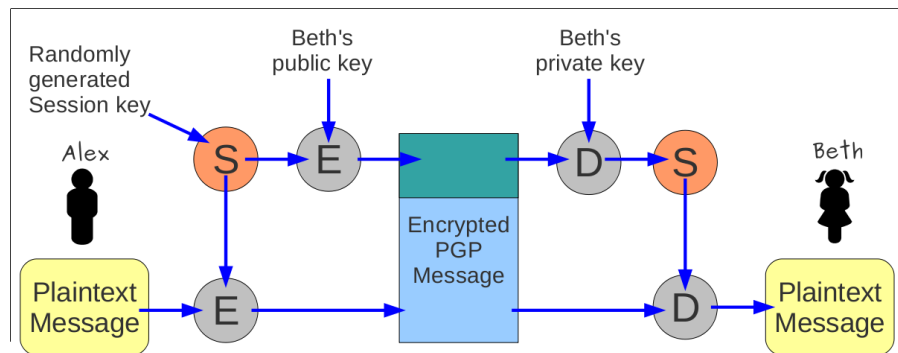 Randomly
generated
Session key
Beth's
public key
Beth's
private key
Alex
S
E
D
S
Beth
Encrypted
PGP
Message
Plaintext
Message
E
D
Plaintext
Message